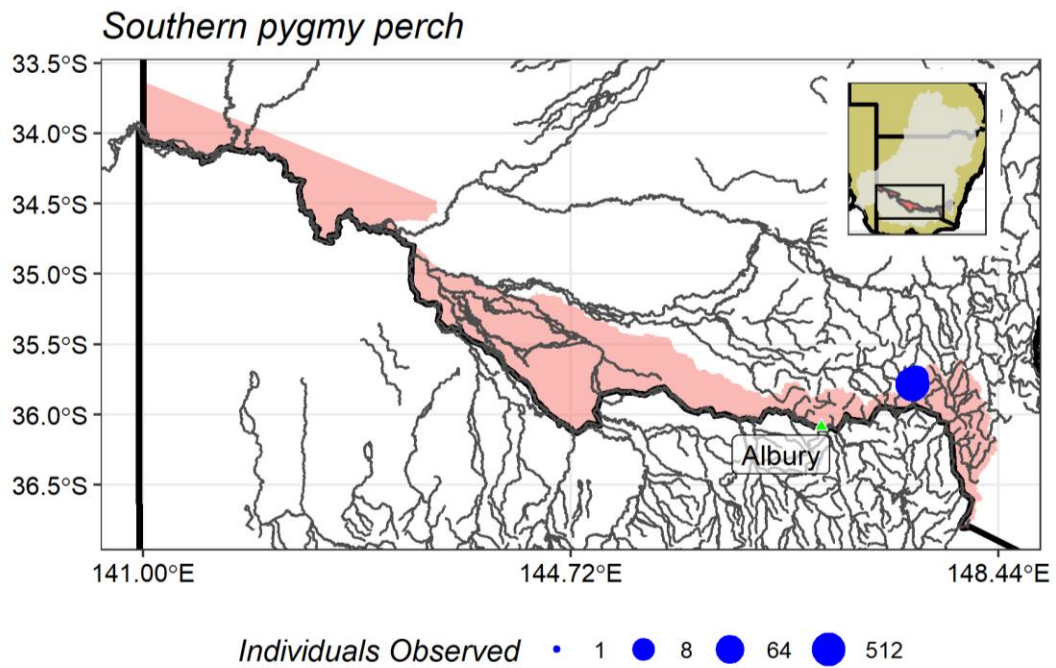 Southern pygmy perch
33.5°S
34.0°S
34.5°S
35.0°S
35.5°S
36.0°S
36.5°S
Albury
141.00°E 144.72°E 148.44°E
Individuals Observed 1 8 64 512